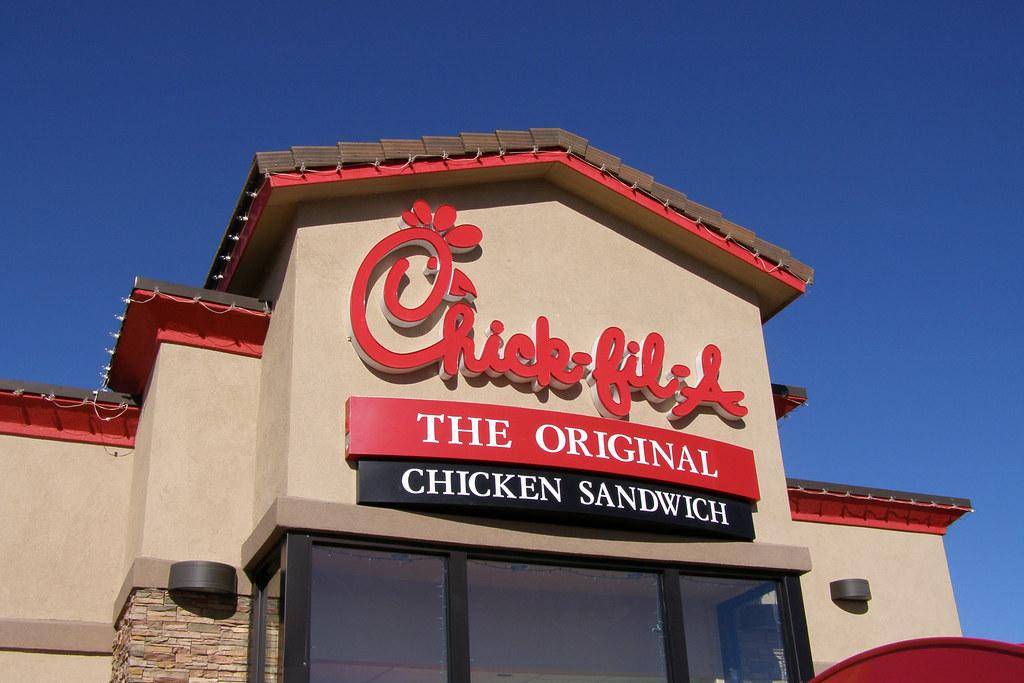 Chick-fil-A
THE ORIGINAL
CHICKEN SANDWICH